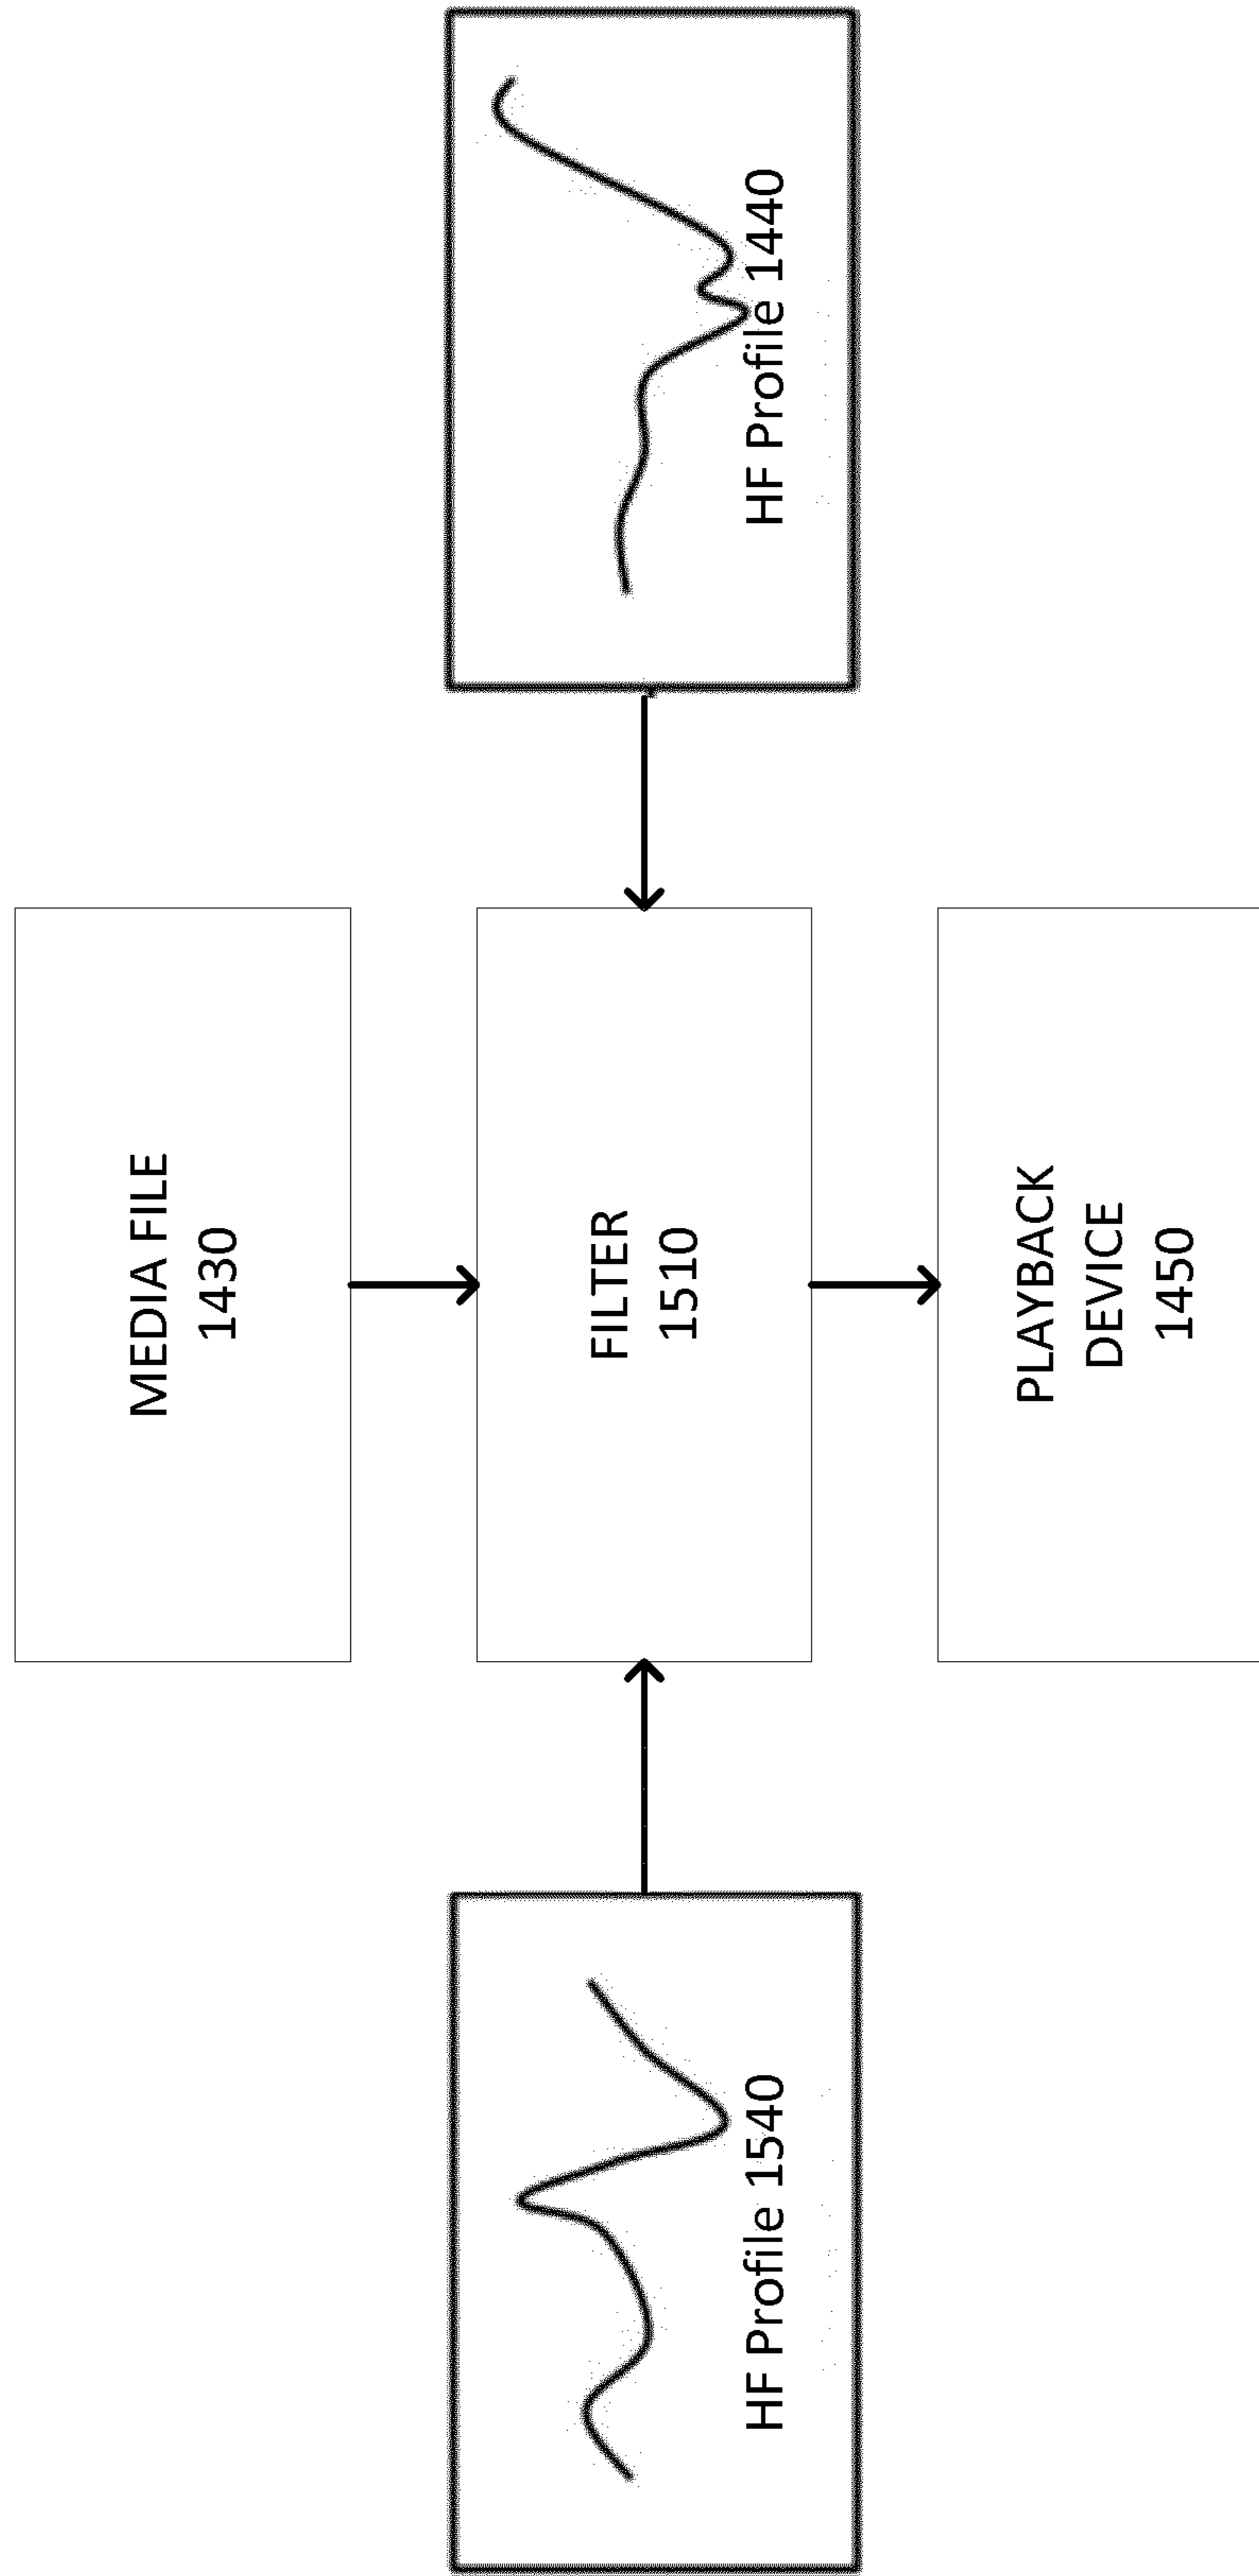 MEDIA FILE
1430
HF Profile 1540
FILTER
1510
HF Profile 1440
PLAYBACK
DEVICE
1450